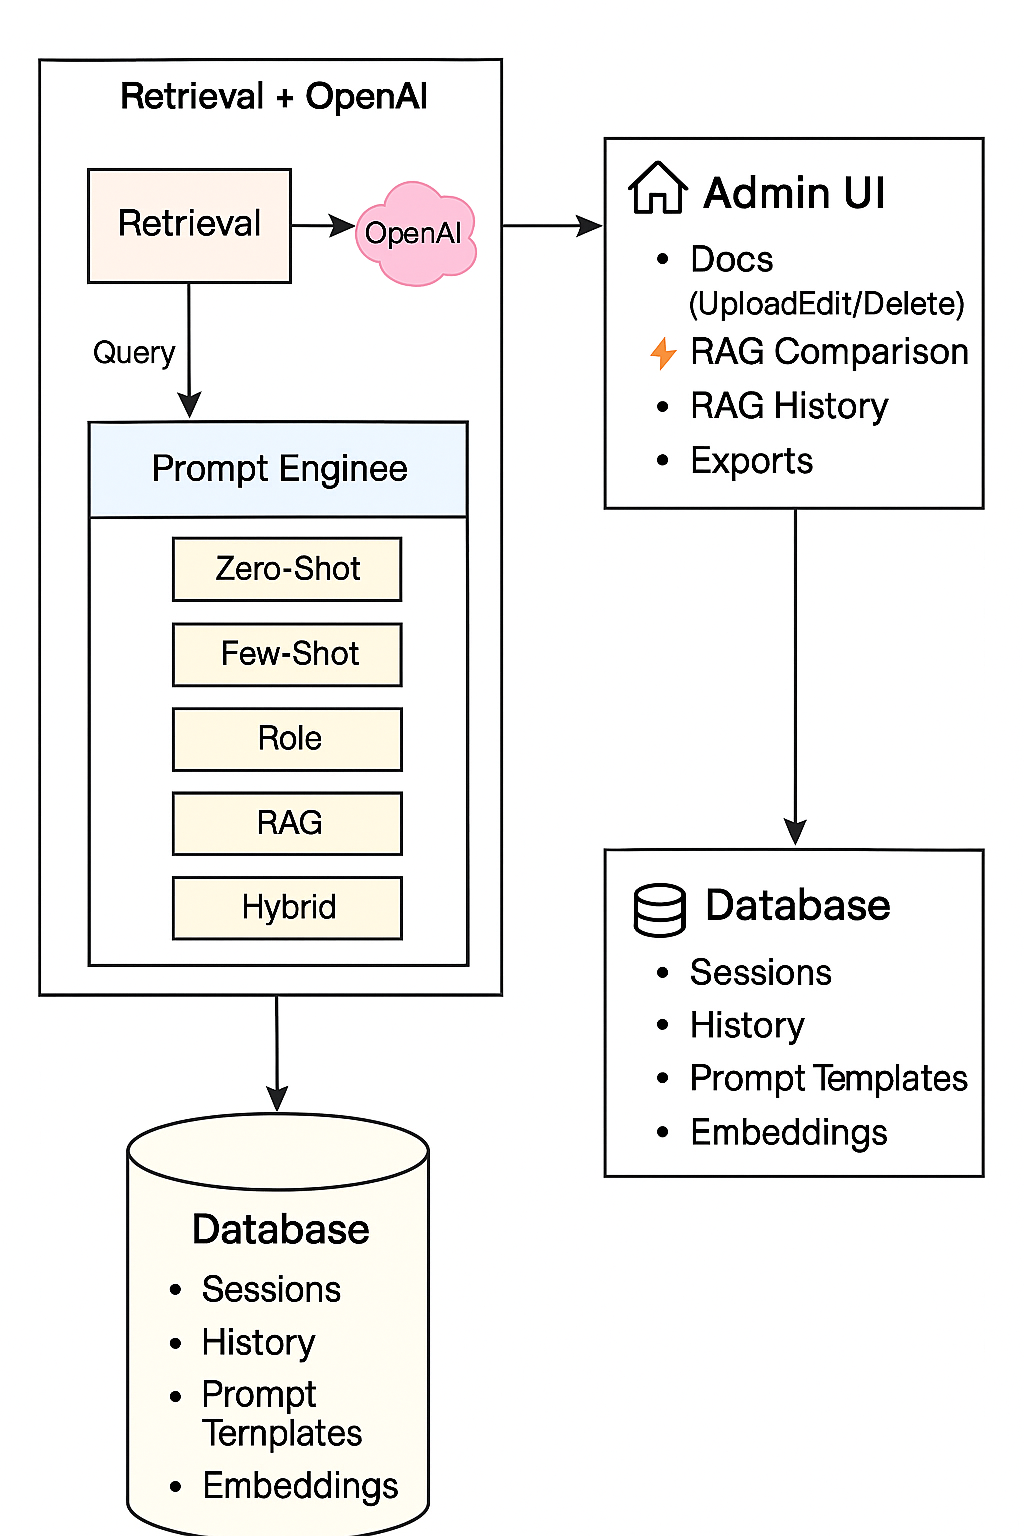 Retrieval + OpenAI
Retrieval
OpenAI
Query
Prompt Enginee
Zero-Shot
Few-Shot
Role
RAG
Hybrid
Database
• Sessions
• History
• Prompt
Ternplates
• Embeddings
Admin UI
• Docs
(UploadEdit/Delete)
RAG Comparison
• RAG History
• Exports
Database
• Sessions
• History
• Prompt Templates
• Embeddings